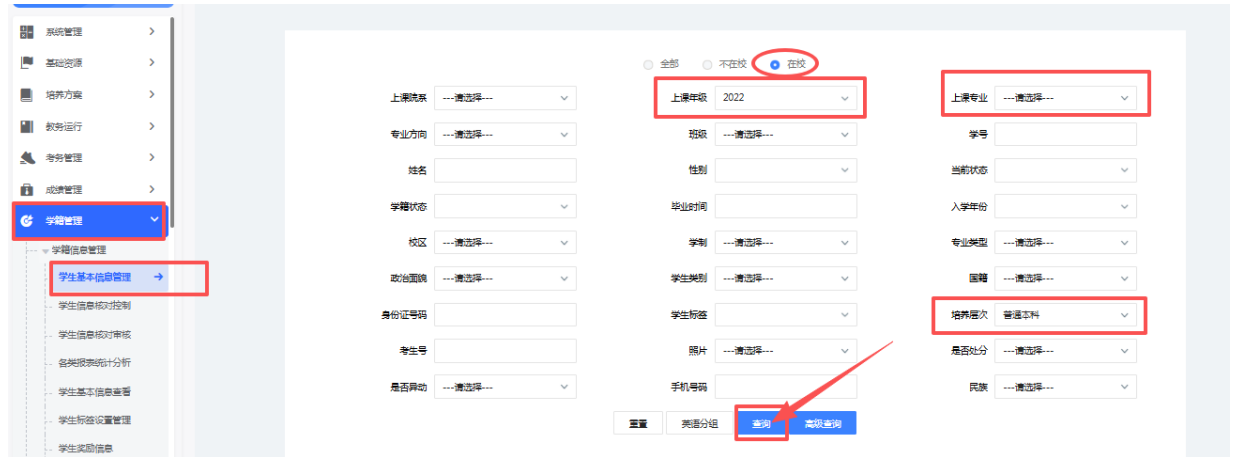 系统管理
基础资源
培养方案
教务运行
考务管理
成绩管理
学籍管理
学籍信息管理
学生基本信息管理
学生信息核对控制
学生信息核对审核
各类报表统计分析
学生基本信息查看
学生标签设置管理
学生奖励信息
全部 不在校 在校
上课院系 ---请选择--- 上课年级 2022 上课专业 ---请选择---
专业方向 ---请选择--- 班级 ---请选择--- 学号
姓名 性别 当前状态
学籍状态 毕业时间 入学年份
校区 ---请选择--- 学制 ---请选择--- 专业类型 ---请选择---
政治面貌 ---请选择--- 学生类别 ---请选择--- 国籍 ---请选择---
身份证号码 学生标签 培养层次 普通本科
考生号 照片 ---请选择--- 是否处分 ---请选择---
是否异动 ---请选择--- 手机号码 民族 ---请选择---
重置 英语分组 查询 高级查询